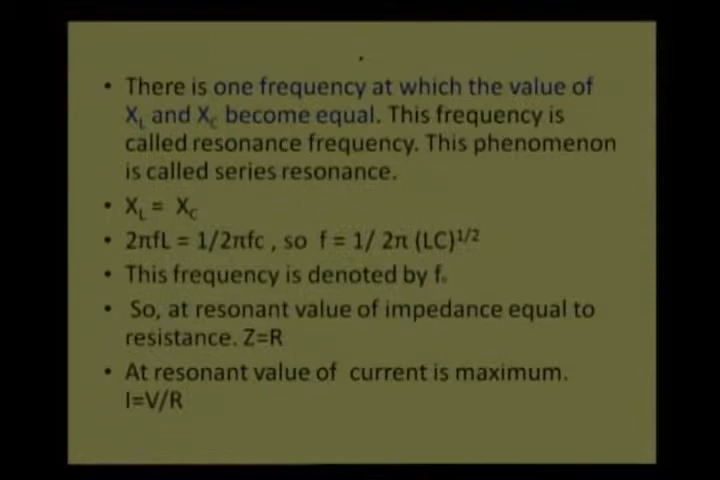 • There is one frequency at which the value of
X_L and X_C become equal. This frequency is
called resonance frequency. This phenomenon
is called series resonance.
• X_L = X_C
• 2πfL = 1/2πfc , so f = 1/ 2π (LC)^1/2
• This frequency is denoted by f
• So, at resonant value of impedance equal to
resistance. Z=R
• At resonant value of current is maximum.
I=V/R